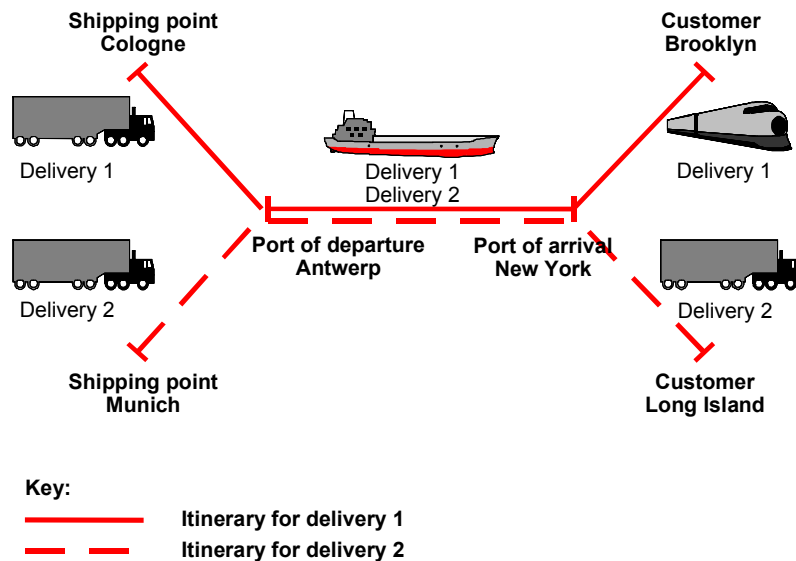 Shipping point
Cologne
Customer
Brooklyn
Delivery 1
Delivery 1
Delivery 2
Delivery 1
Port of departure
Antwerp
Port of arrival
New York
Delivery 2
Delivery 2
Shipping point
Munich
Customer
Long Island
Key:
Itinerary for delivery 1
Itinerary for delivery 2